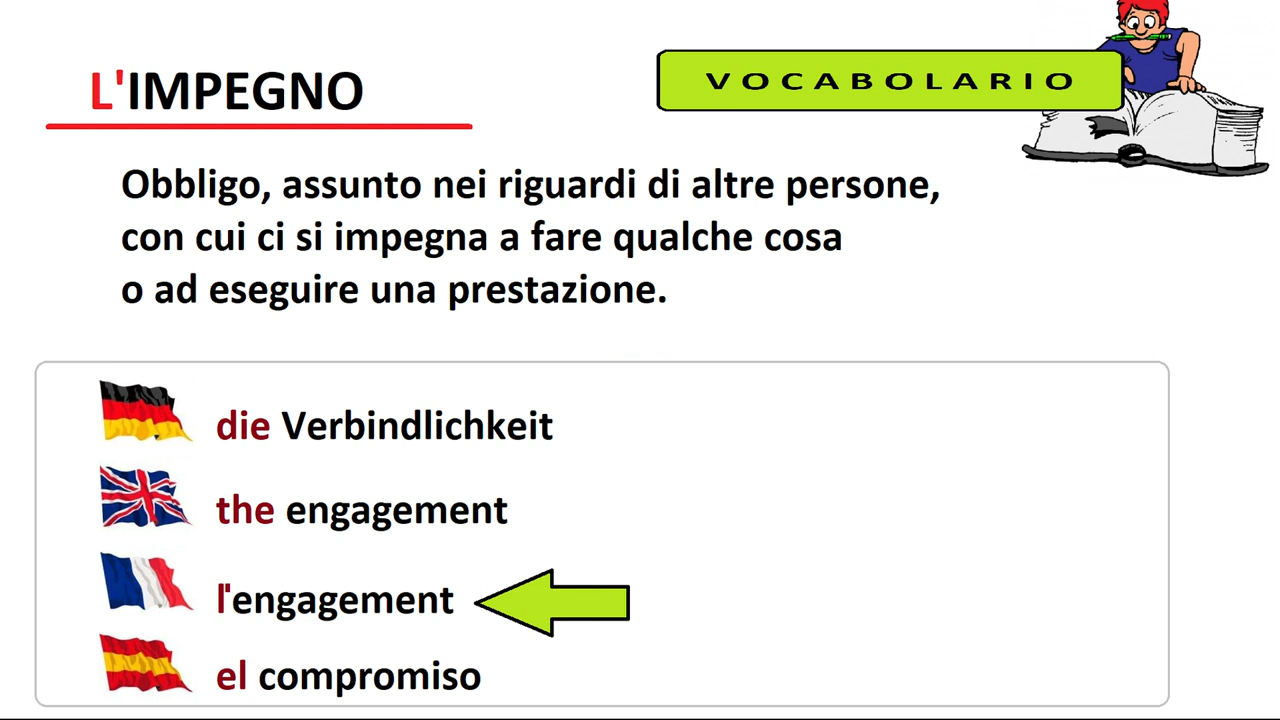 L'IMPEGNO
VOCABOLARIO
Obbligo, assunto nei riguardi di altre persone,
con cui ci si impegna a fare qualche cosa
o ad eseguire una prestazione.
die Verbindlichkeit
the engagement
l'engagement
el compromiso